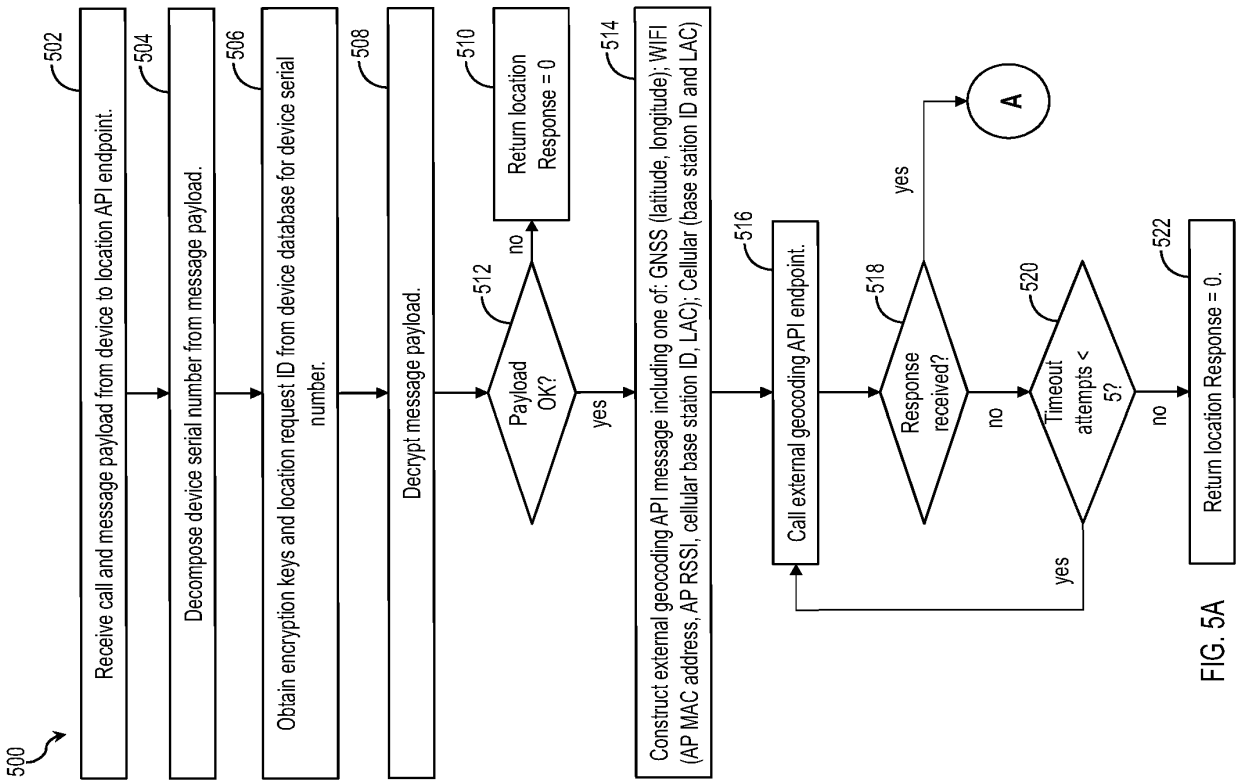 500
502
Receive call and message payload from device to location API endpoint.
504
Decompose device serial number from message payload.
506
Obtain encryption keys and location request ID from device database for device serial
number.
508
Decrypt message payload.
510
Return location
Response = 0
512
Payload
OK?
no
yes
514
Construct external geocoding API message including one of: GNSS (latitude, longitude); WIFI
(AP MAC address, AP RSSI, cellular base station ID, LAC); Cellular (base station ID and LAC)
516
Call external geocoding API endpoint.
518
Response
received?
yes
A
no
520
Timeout
attempts <
5?
yes
no
522
Return location Response = 0.
FIG. 5A